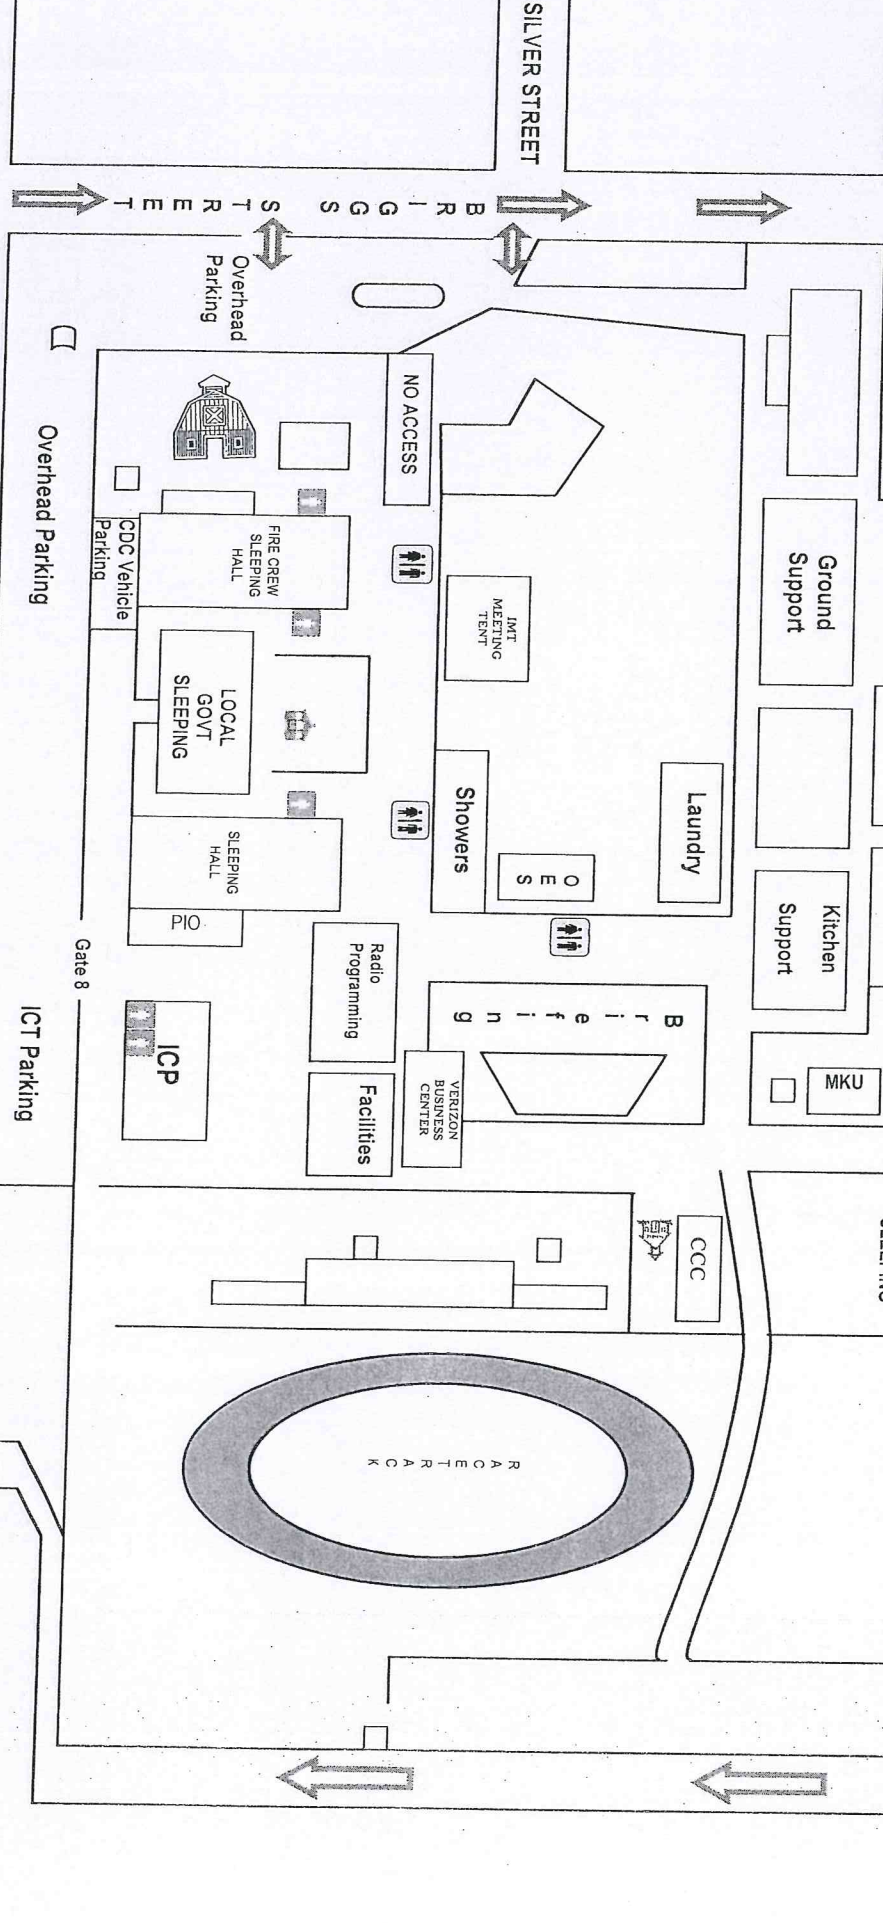 SILVER STREET
BRIGGS STREET
Overhead
Parking
NO ACCESS
Overhead Parking
CDC Vehicle
Parking
FIRE CREW
SLEEPING
HALL
IMT
MEETING
TENT
Ground
Support
LOCAL
GOVT
SLEEPING
Showers
Laundry
OES
SLEEPING
HALL
PIO
Kitchen
Support
Gate 8
Radio
Programming
Briefing
ICP
ICT Parking
Facilities
VERIZON
BUSINESS
CENTER
MKU
CCC
RACETRACK